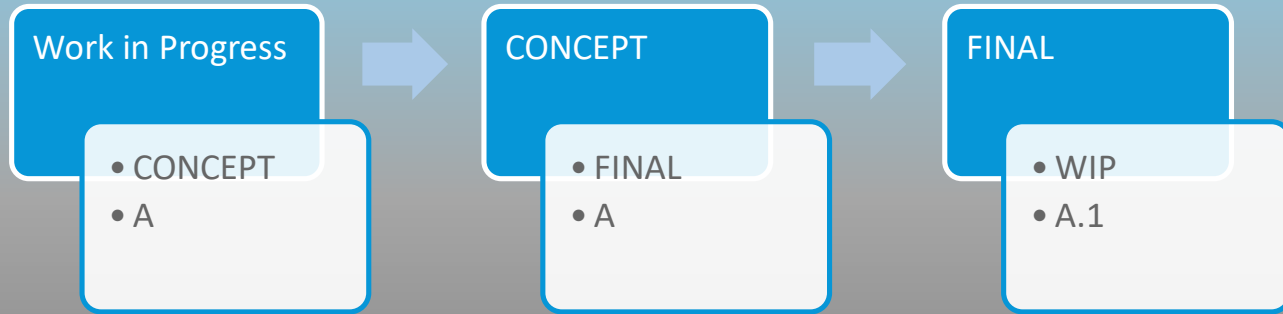 Work in Progress
• CONCEPT
• A
CONCEPT
• FINAL
• A
FINAL
• WIP
• A.1